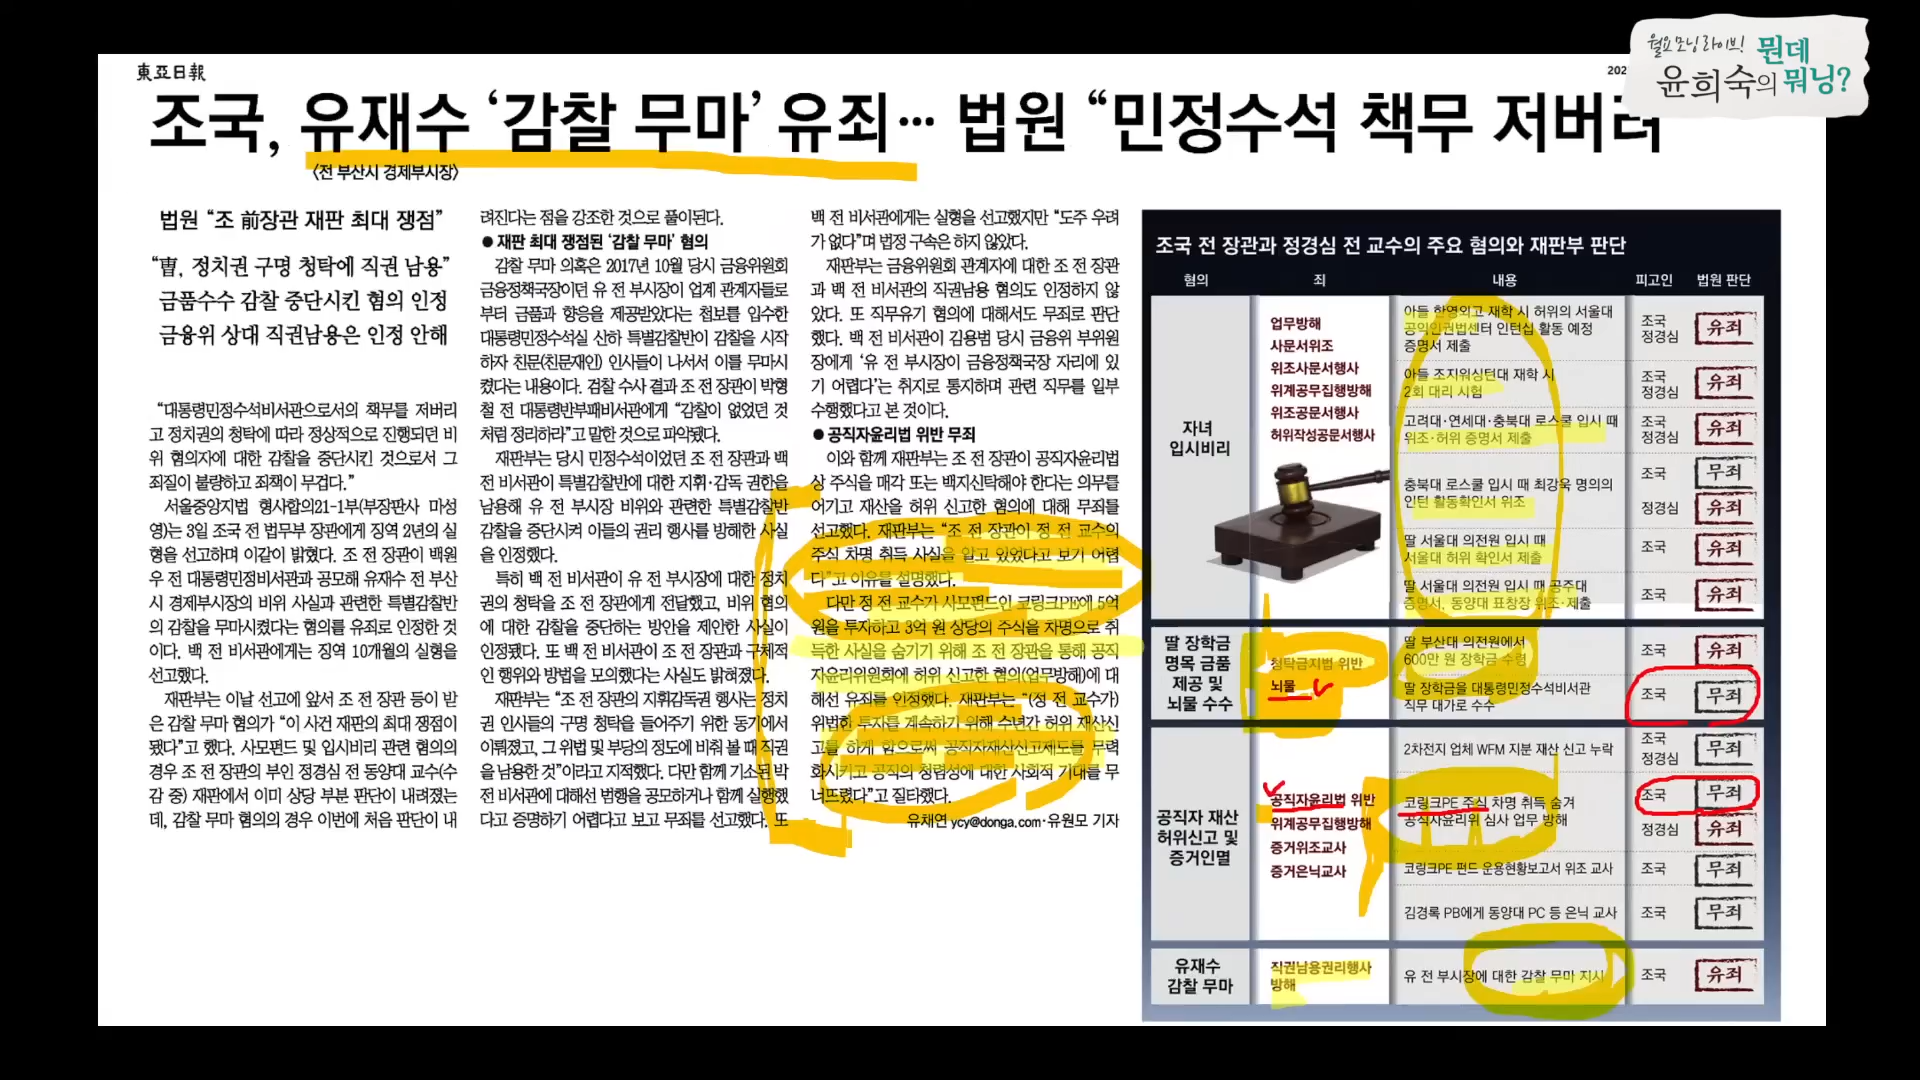 월요모닝라이브! 뭔데
윤희숙의 뭐닝?
東亞日報
202
조국, 유재수 ‘감찰 무마’ 유죄… 법원 “민정수석 책무 저버려
〈전 부산시 경제부시장〉
법원 “조 前장관 재판 최대 쟁점”
“曺, 정치권 구명 청탁에 직권 남용”
금품수수 감찰 중단시킨 혐의 인정
금융위 상대 직권남용은 인정 안해
“대통령민정수석비서관으로서의 책무를 저버리
고 정치권의 청탁에 따라 정상적으로 진행되던 비
위 혐의자에 대한 감찰을 중단시킨 것으로서 그
죄질이 불량하고 죄책이 무겁다.”
서울중앙지법 형사합의21-1부(부장판사 마성
영)는 3일 조국 전 법무부 장관에게 징역 2년의 실
형을 선고하며 이같이 밝혔다. 조 전 장관이 백원
우 전 대통령민정비서관과 공모해 유재수 전 부산
시 경제부시장의 비위 사실과 관련한 특별감찰반
의 감찰을 무마시켰다는 혐의를 유죄로 인정한 것
이다. 백 전 비서관에게는 징역 10개월의 실형을
선고했다.
재판부는 이날 선고에 앞서 조 전 장관 등이 받
은 감찰 무마 혐의가 “이 사건 재판의 최대 쟁점이
됐다”고 했다. 사모펀드 및 입시비리 관련 혐의의
경우 조 전 장관의 부인 정경심 전 동양대 교수(수
감 중) 재판에서 이미 상당 부분 판단이 내려졌는
데, 감찰 무마 혐의의 경우 이번에 처음 판단이 내
려진다는 점을 강조한 것으로 풀이된다.
● 재판 최대 쟁점된 ‘감찰 무마’ 혐의
감찰 무마 의혹은 2017년 10월 당시 금융위원회
금융정책국장이던 유 전 부시장이 업계 관계자들로
부터 금품과 향응을 제공받았다는 첩보를 입수한
대통령민정수석실 산하 특별감찰반이 감찰을 시작
하자 친문(친문재인) 인사들이 나서서 이를 무마시
켰다는 내용이다. 검찰 수사 결과 조 전 장관이 박형
철 전 대통령반부패비서관에게 “감찰이 없었던 것
처럼 정리하라”고 말한 것으로 파악됐다.
재판부는 당시 민정수석이었던 조 전 장관과 백
전 비서관이 특별감찰반에 대한 지휘·감독 권한을
남용해 유 전 부시장 비위와 관련한 특별감찰반
감찰을 중단시켜 이들의 권리 행사를 방해한 사실
을 인정했다.
특히 백 전 비서관이 유 전 부시장에 대한 정치
권의 청탁을 조 전 장관에게 전달했고, 비위 혐의
에 대한 감찰을 중단하는 방안을 제안한 사실이
인정됐다. 또 백 전 비서관이 조 전 장관과 구체적
인 행위와 방법을 모의했다는 사실도 밝혀졌다.
재판부는 “조 전 장관의 지휘감독권 행사는 정치
권 인사들의 구명 청탁을 들어주기 위한 동기에서
이뤄졌고, 그 위법 및 부당의 정도에 비춰 볼 때 직권
을 남용한 것”이라고 지적했다. 다만 함께 기소된 박
전 비서관에 대해선 범행을 공모하거나 함께 실행했
다고 증명하기 어렵다고 보고 무죄를 선고했다. 또
백 전 비서관에게는 실형을 선고했지만 “도주 우려
가 없다”며 법정 구속은 하지 않았다.
재판부는 금융위원회 관계자에 대한 조 전 장관
과 백 전 비서관의 직권남용 혐의도 인정하지 않
았다. 또 직무유기 혐의에 대해서도 무죄로 판단
했다. 백 전 비서관이 김용범 당시 금융위 부위원
장에게 ‘유 전 부시장이 금융정책국장 자리에 있
기 어렵다’는 취지로 통지하며 관련 직무를 일부
수행했다고 본 것이다.
● 공직자윤리법 위반 무죄
이와 함께 재판부는 조 전 장관이 공직자윤리법
상 주식을 매각 또는 백지신탁해야 한다는 의무를
어기고 재산을 허위 신고한 혐의에 대해 무죄를
선고했다. 재판부는 “조 전 장관이 정 전 교수의
주식 차명 취득 사실을 알고 있었다고 보기 어렵
다”고 이유를 설명했다.
다만 정 전 교수가 사모펀드인 코링크PE에 5억
원을 투자하고 3억 원 상당의 주식을 차명으로 취
득한 사실을 숨기기 위해 조 전 장관을 통해 공직
자윤리위원회에 허위 신고한 혐의(업무방해)에 대
해선 유죄를 인정했다. 재판부는 “(정 전 교수가)
위법한 투자를 계속하기 위해 수년간 허위 재산신
고를 하게 함으로써 공직자재산신고제도를 무력
화시키고 공직의 청렴성에 대한 사회적 기대를 무
너뜨렸다”고 질타했다.
유채연 ycy@donga.com·유원모 기자
조국 전 장관과 정경심 전 교수의 주요 혐의와 재판부 판단
혐의 죄 내용 피고인 법원 판단
자녀
입시비리
업무방해
사문서위조
위조사문서행사
위계공무집행방해
위조공문서행사
허위작성공문서행사
아들 한영외고 재학 시 허위의 서울대
공익인권법센터 인턴십 활동 예정
증명서 제출
조국
정경심
유죄
아들 조지워싱턴대 재학 시
2회 대리 시험
조국
정경심
유죄
고려대·연세대·충북대 로스쿨 입시 때
위조·허위 증명서 제출
조국
정경심
유죄
충북대 로스쿨 입시 때 최강욱 명의의
인턴 활동확인서 위조
조국 무죄
정경심 유죄
딸 서울대 의전원 입시 때
서울대 허위 확인서 제출
조국 유죄
딸 서울대 의전원 입시 때 공주대
증명서, 동양대 표창장 위조·제출
조국 유죄
딸 장학금
명목 금품
제공 및
뇌물 수수
청탁금지법 위반
뇌물
딸 부산대 의전원에서
600만 원 장학금 수령
조국 유죄
딸 장학금을 대통령민정수석비서관
직무 대가로 수수
조국 무죄
공직자 재산
허위신고 및
증거인멸
공직자윤리법 위반
위계공무집행방해
증거위조교사
증거은닉교사
2차전지 업체 WFM 지분 재산 신고 누락
조국
정경심
무죄
코링크PE 주식 차명 취득 숨겨
공직자윤리위 심사 업무 방해
조국 무죄
정경심 유죄
코링크PE 펀드 운용현황보고서 위조 교사
조국 무죄
김경록 PB에게 동양대 PC 등 은닉 교사
조국 무죄
유재수
감찰 무마
직권남용권리행사
방해
유 전 부시장에 대한 감찰 무마 지시
조국 유죄